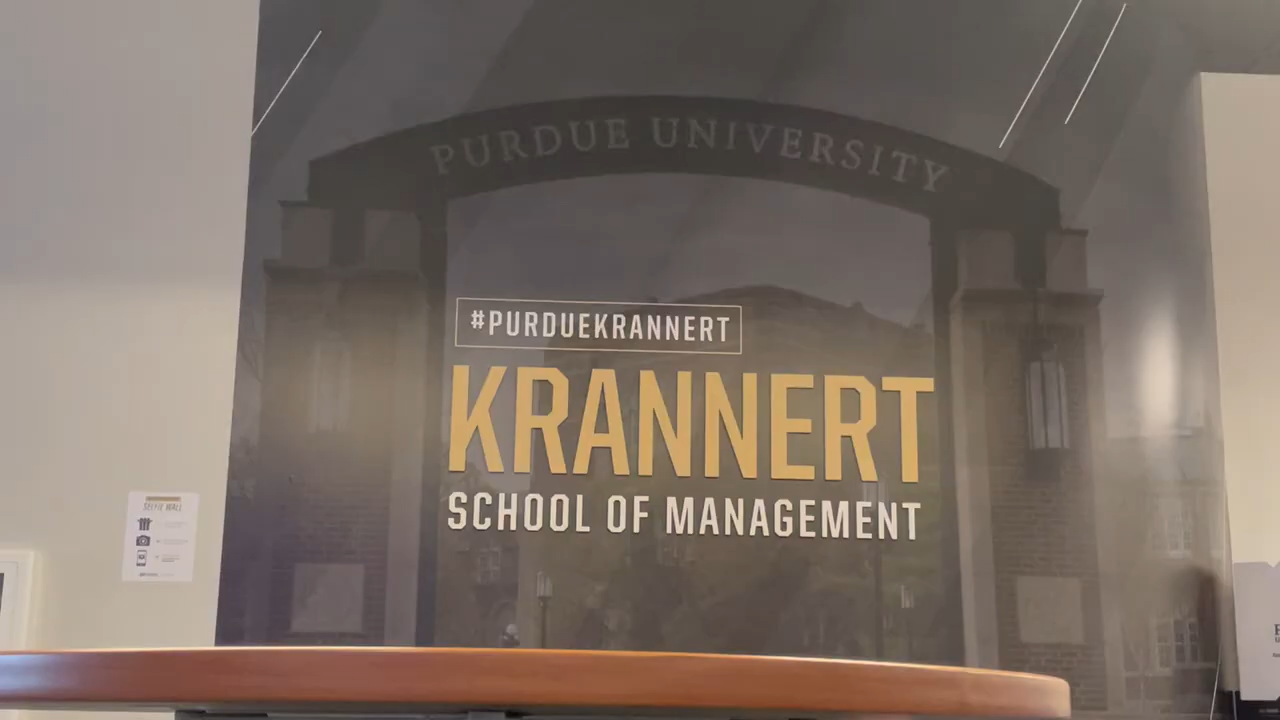 PURDUE UNIVERSITY
#PURDUEKRANNERT
KRANNERT
SCHOOL OF MANAGEMENT
SELFIE WALL